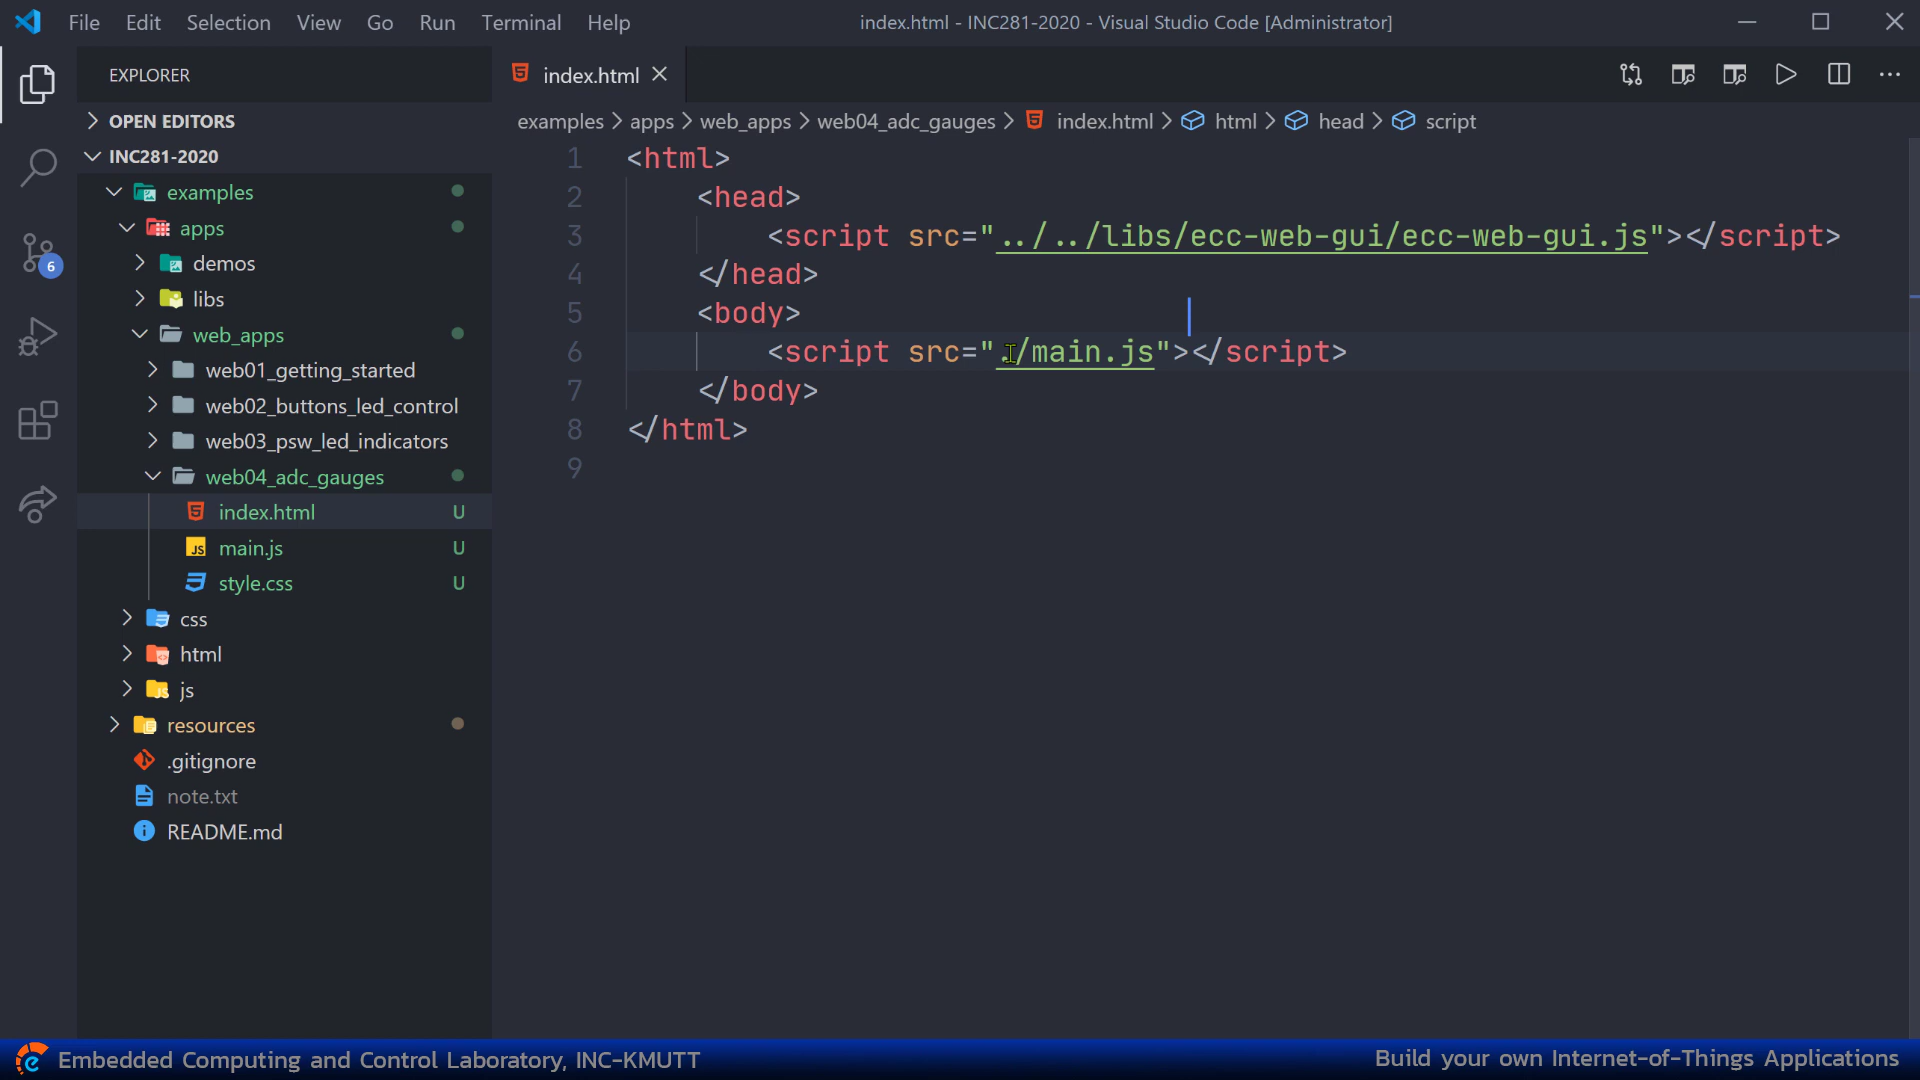 File Edit Selection View Go Run Terminal Help index.html - INC281-2020 - Visual Studio Code [Administrator]
EXPLORER
OPEN EDITORS
INC281-2020
examples
apps
demos
libs
web_apps
web01_getting_started
web02_buttons_led_control
web03_psw_led_indicators
web04_adc_gauges
index.html U
main.js U
style.css U
css
html
js
resources
.gitignore
note.txt
README.md
6
index.html
examples > apps > web_apps > web04_adc_gauges > index.html > html > head > script
1 <html>
2 <head>
3 <script src="../../libs/ecc-web-gui/ecc-web-gui.js"></script>
4 </head>
5 <body>
6 <script src="./main.js"></script>
7 </body>
8 </html>
9
Embedded Computing and Control Laboratory, INC-KMUTT
Build your own Internet-of-Things Applications